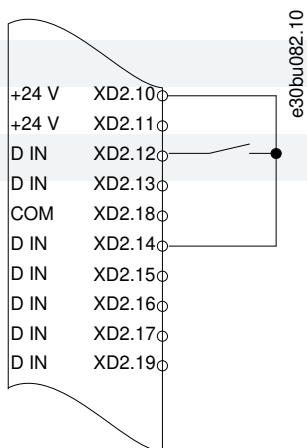 +24 V XD2.10
+24 V XD2.11
D IN XD2.12
D IN XD2.13
COM XD2.18
D IN XD2.14
D IN XD2.15
D IN XD2.16
D IN XD2.17
D IN XD2.19
e30bu082.10